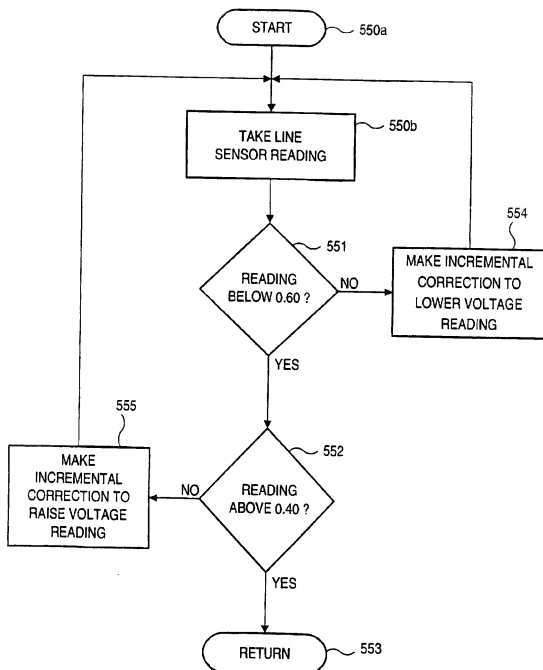 START
550a
TAKE LINE
SENSOR READING
550b
551
READING
BELOW 0.60 ?
NO
554
MAKE INCREMENTAL
CORRECTION TO
LOWER VOLTAGE
READING
YES
555
MAKE
INCREMENTAL
CORRECTION TO
RAISE VOLTAGE
READING
NO
552
READING
ABOVE 0.40 ?
YES
RETURN
553